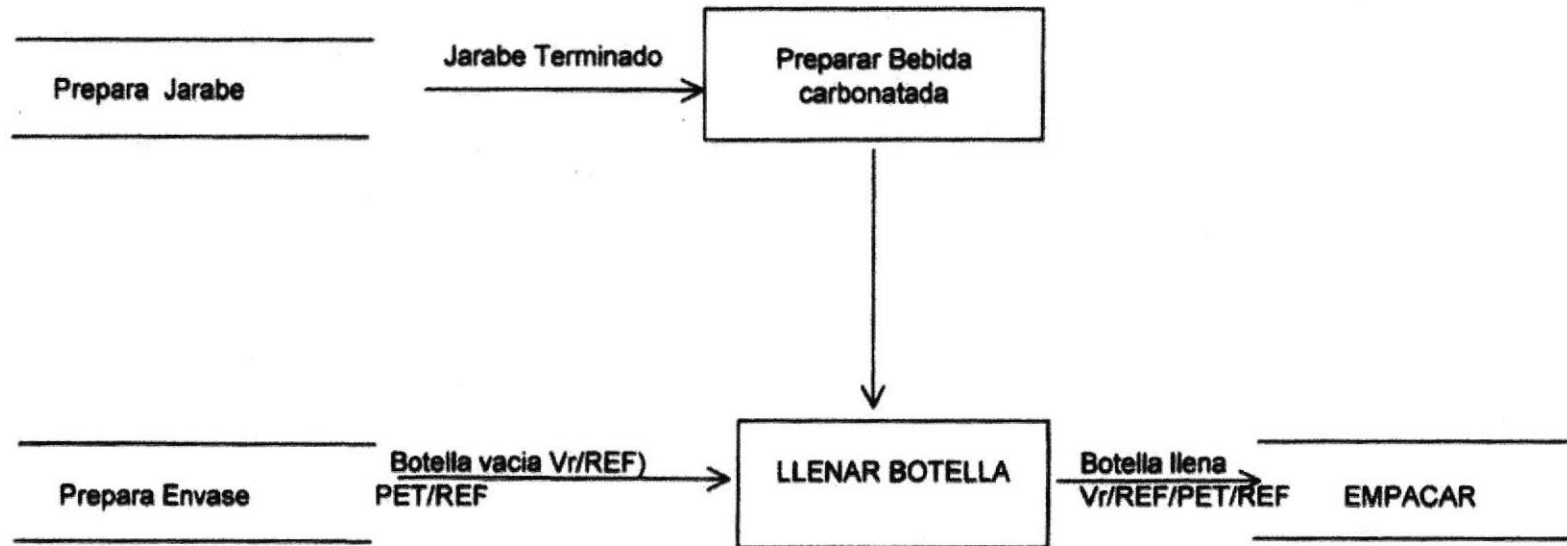 Prepara Jarabe
Jarabe Terminado
Preparar Bebida
carbonatada
Prepara Envase
Botella vacia Vr/REF)
PET/REF
LLENAR BOTELLA
Botella llena
Vr/REF/PET/REF
EMPACAR